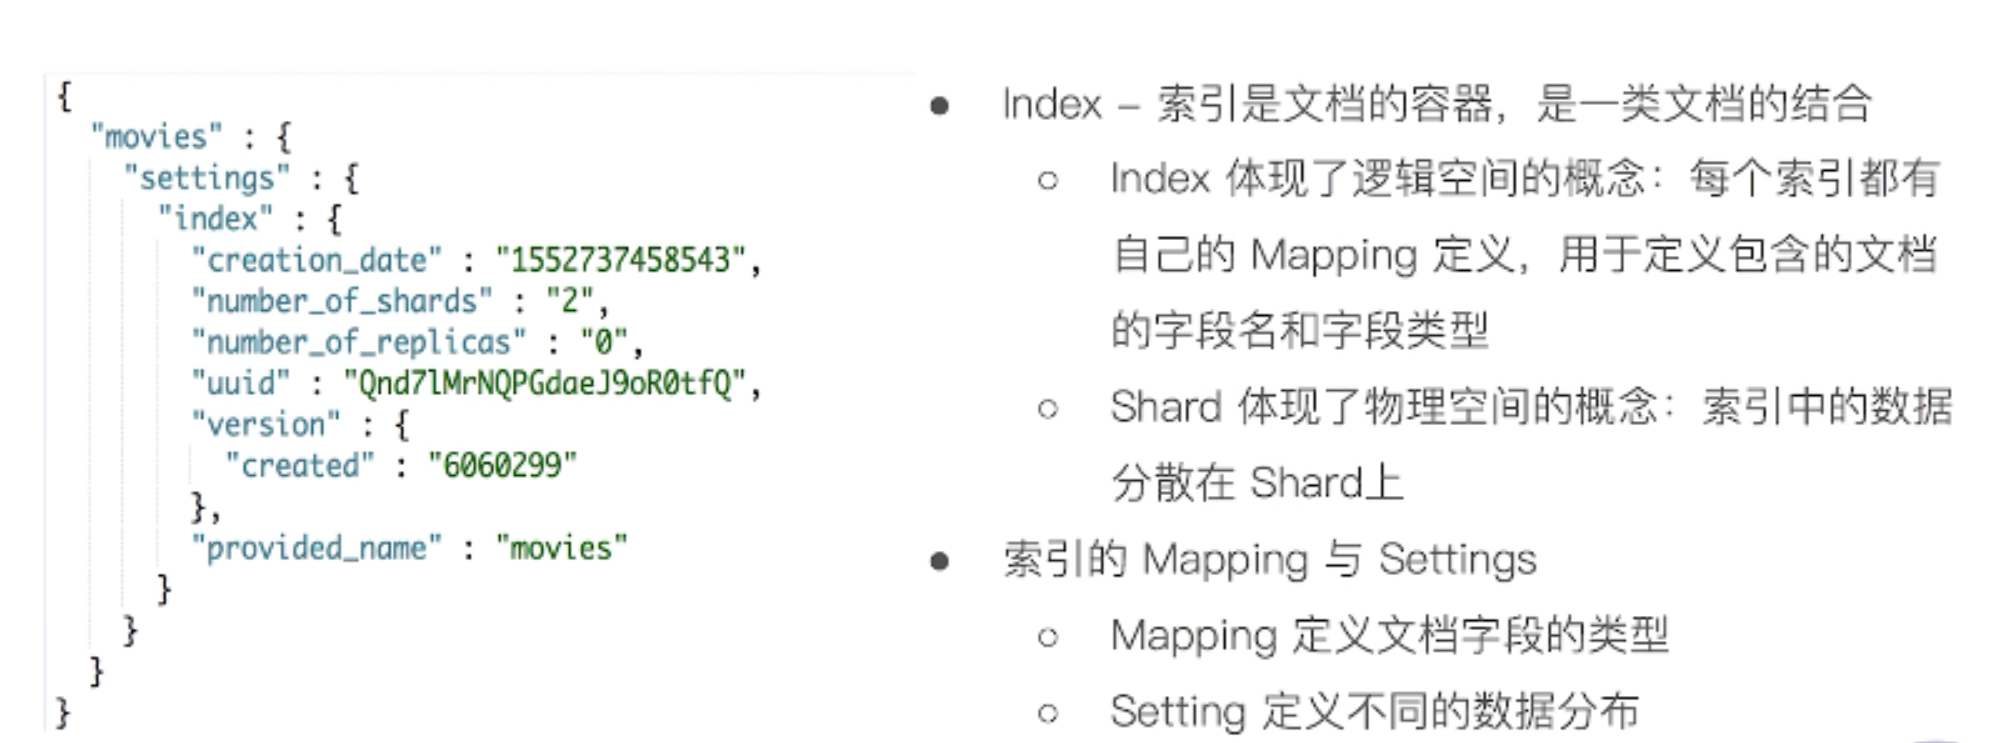 {
"movies" : {
"settings" : {
"index" : {
"creation_date" : "1552737458543",
"number_of_shards" : "2",
"number_of_replicas" : "0",
"uuid" : "Qnd7lMrNQPGdaeJ9oR0tfQ",
"version" : {
"created" : "6060299"
},
"provided_name" : "movies"
}
}
}
}
● Index – 索引是文档的容器，是一类文档的结合
○ Index 体现了逻辑空间的概念：每个索引都有
自己的 Mapping 定义，用于定义包含的文档
的字段名和字段类型
○ Shard 体现了物理空间的概念：索引中的数据
分散在 Shard上
● 索引的 Mapping 与 Settings
○ Mapping 定义文档字段的类型
○ Setting 定义不同的数据分布